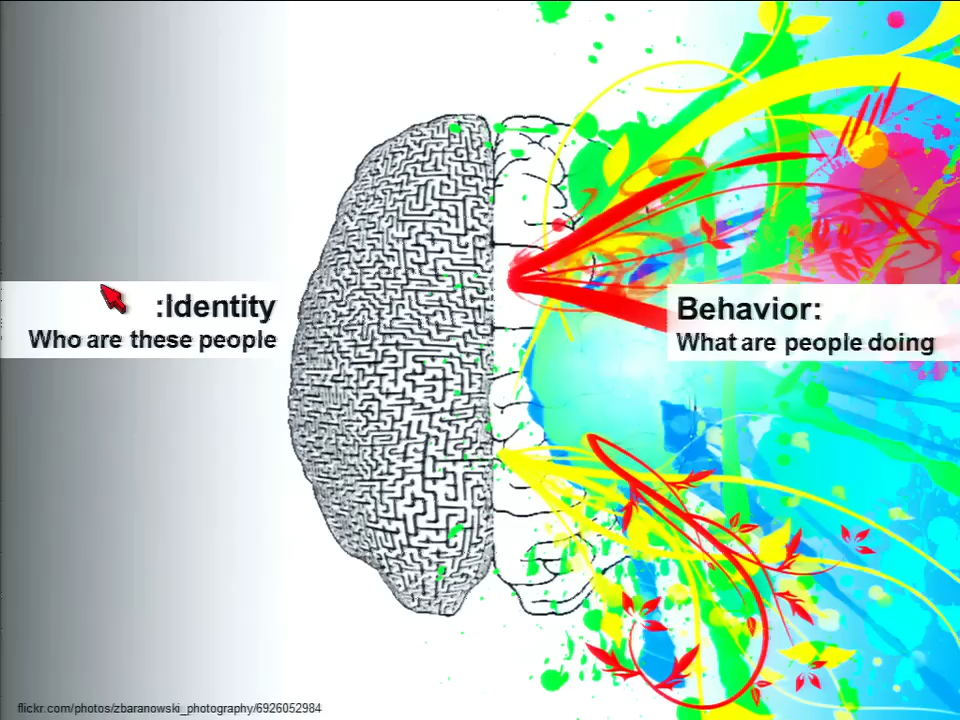 :Identity
Who are these people
Behavior:
What are people doing
flickr.com/photos/zbaranowski_photography/6926052984